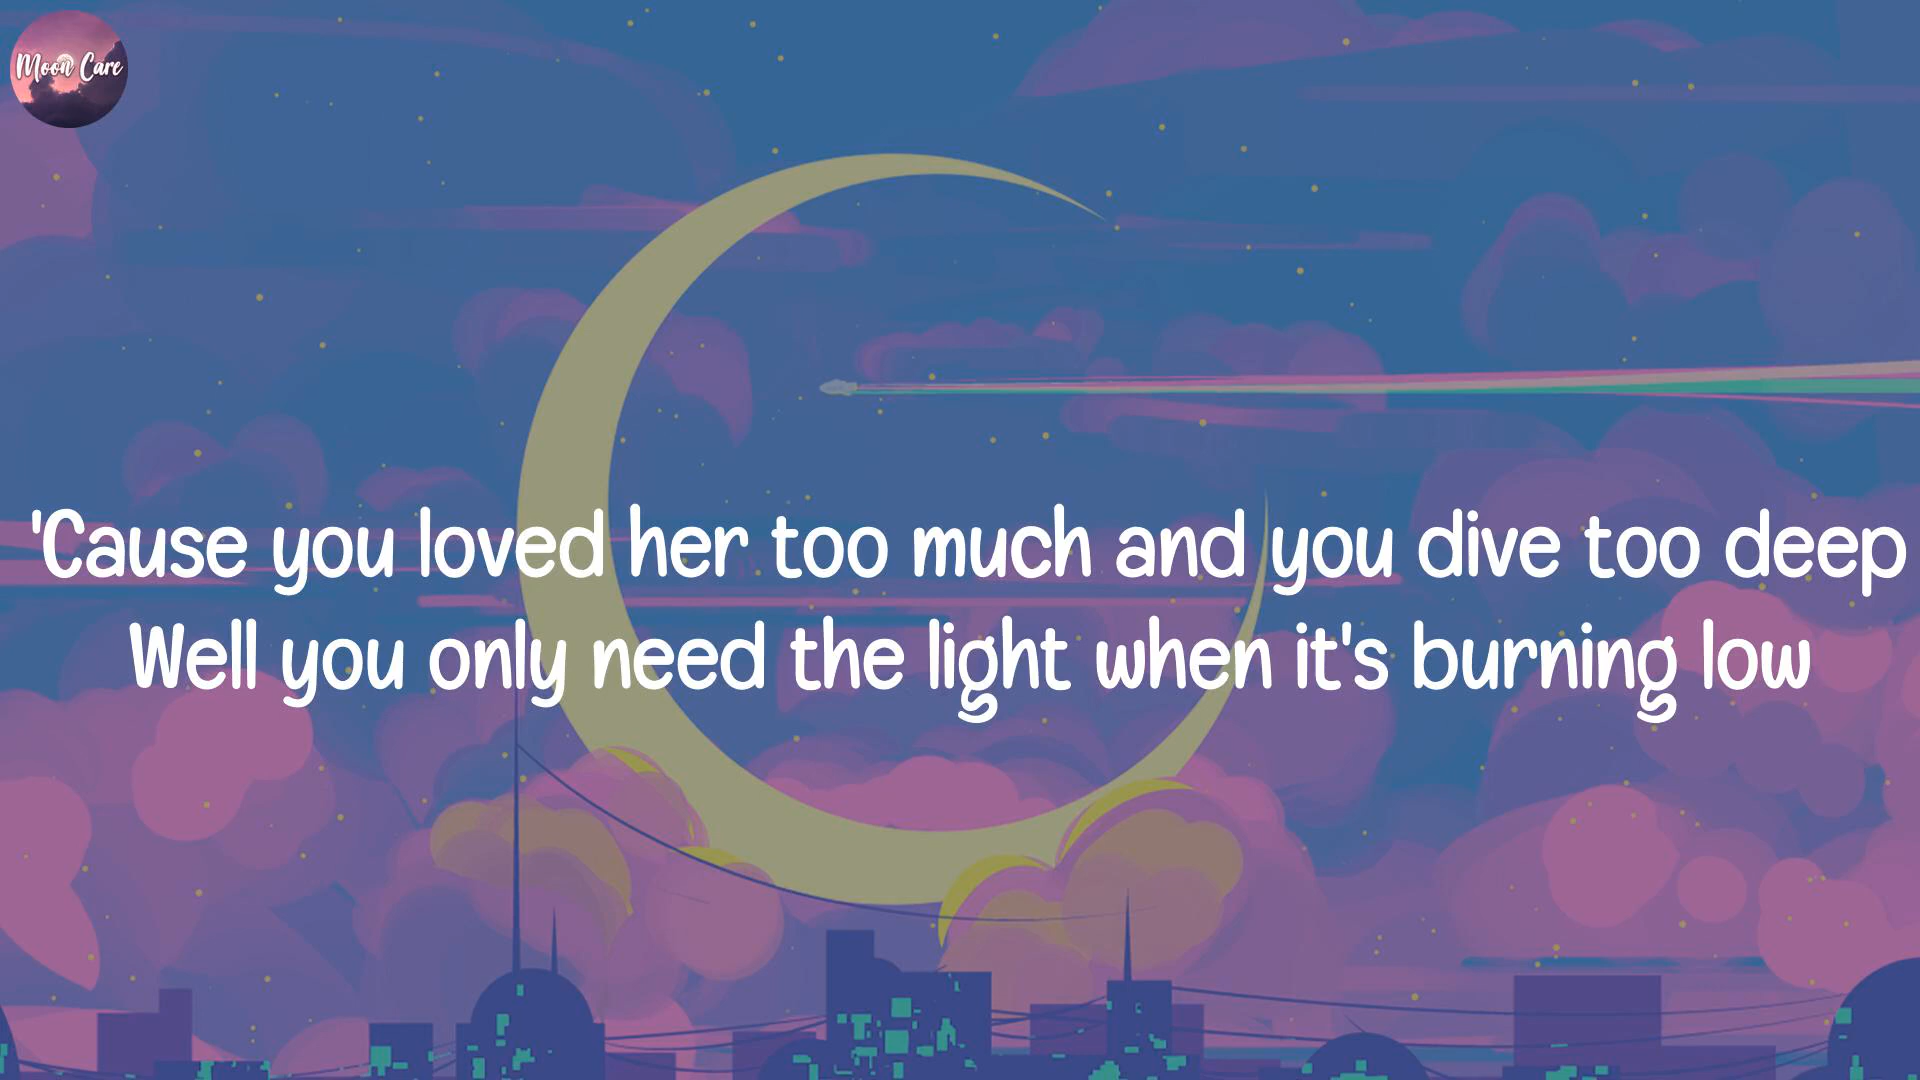 Moon Care
'Cause you loved her too much and you dive too deep
Well you only need the light when it's burning low